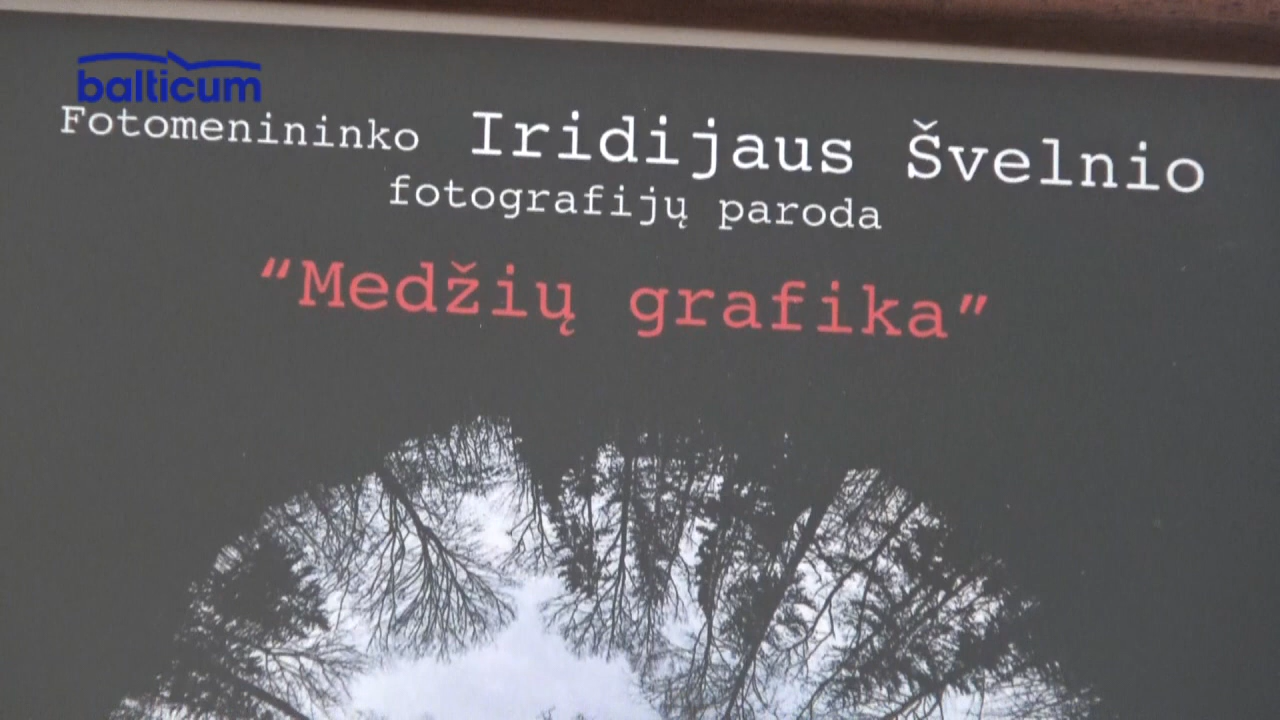 balticum
Fotomenininko Iridijaus Švelnio
fotografijų paroda
“Medžių grafika”